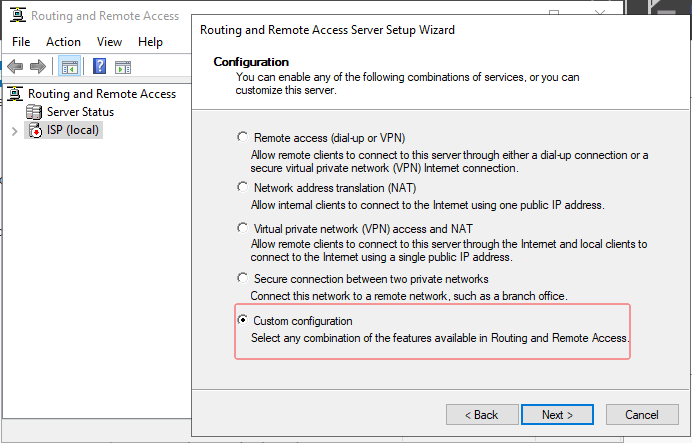 Routing and Remote Access
File Action View Help
Routing and Remote Access
Server Status
ISP (local)
Routing and Remote Access Server Setup Wizard
Configuration
You can enable any of the following combinations of services, or you can
customize this server.
Remote access (dial-up or VPN)
Allow remote clients to connect to this server through either a dial-up connection or a
secure virtual private network (VPN) Internet connection.
Network address translation (NAT)
Allow internal clients to connect to the Internet using one public IP address.
Virtual private network (VPN) access and NAT
Allow remote clients to connect to this server through the Internet and local clients to
connect to the Internet using a single public IP address.
Secure connection between two private networks
Connect this network to a remote network, such as a branch office.
Custom configuration
Select any combination of the features available in Routing and Remote Access.
< Back Next > Cancel